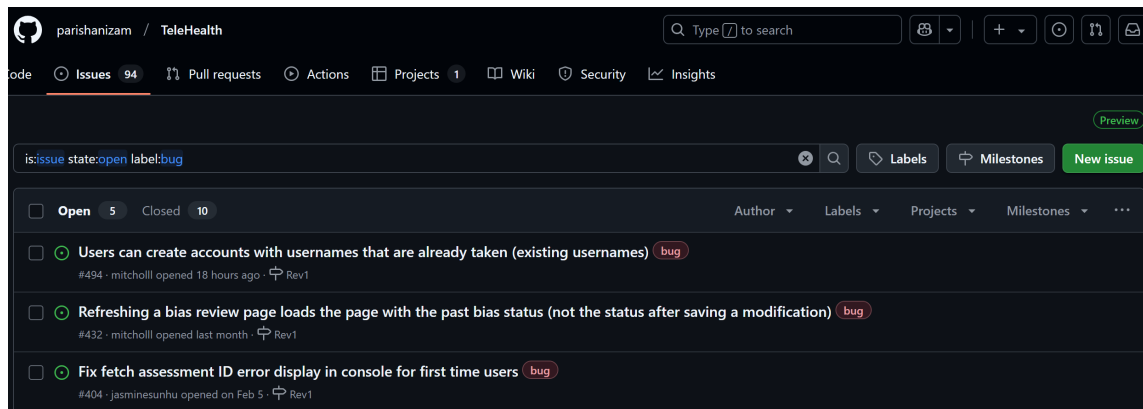 parishanizam / TeleHealth
Type / to search
Code Issues 94 Pull requests Actions Projects 1 Wiki Security Insights
Preview
is:issue state:open label:bug
Labels Milestones New issue
Open 5 Closed 10 Author Labels Projects Milestones
Users can create accounts with usernames that are already taken (existing usernames) bug
#494 · mitcholll opened 18 hours ago · Rev1
Refreshing a bias review page loads the page with the past bias status (not the status after saving a modification) bug
#432 · mitcholll opened last month · Rev1
Fix fetch assessment ID error display in console for first time users bug
#404 · jasminesunhu opened on Feb 5 · Rev1